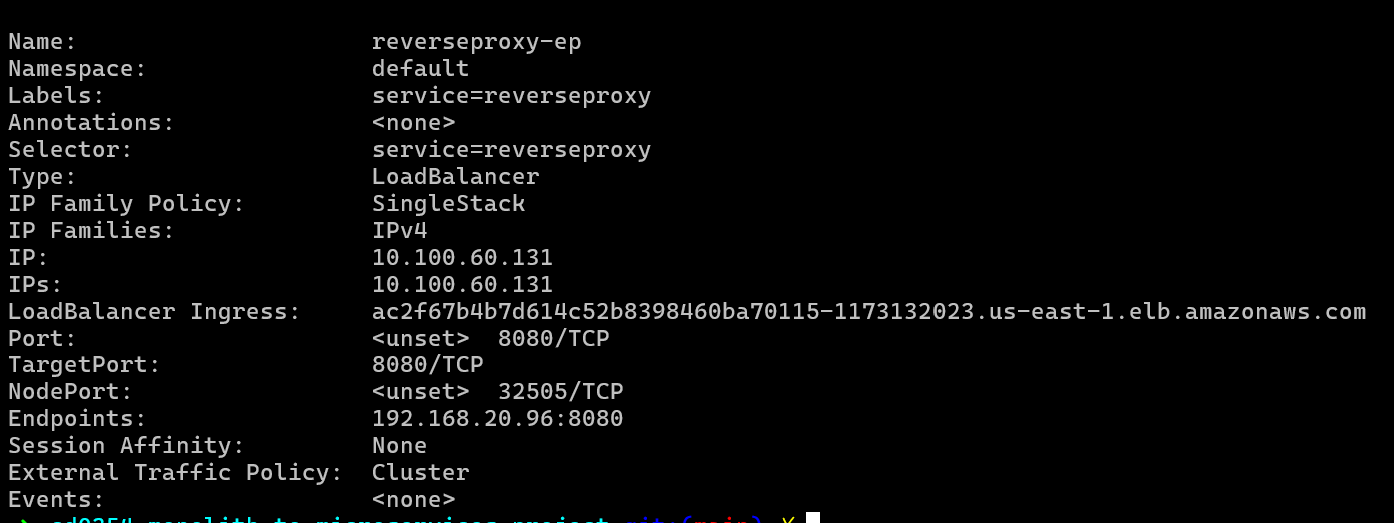 Name: reverseproxy-ep
Namespace: default
Labels: service=reverseproxy
Annotations: <none>
Selector: service=reverseproxy
Type: LoadBalancer
IP Family Policy: SingleStack
IP Families: IPv4
IP: 10.100.60.131
IPs: 10.100.60.131
LoadBalancer Ingress: ac2f67b4b7d614c52b8398460ba70115-1173132023.us-east-1.elb.amazonaws.com
Port: <unset> 8080/TCP
TargetPort: 8080/TCP
NodePort: <unset> 32505/TCP
Endpoints: 192.168.20.96:8080
Session Affinity: None
External Traffic Policy: Cluster
Events: <none>